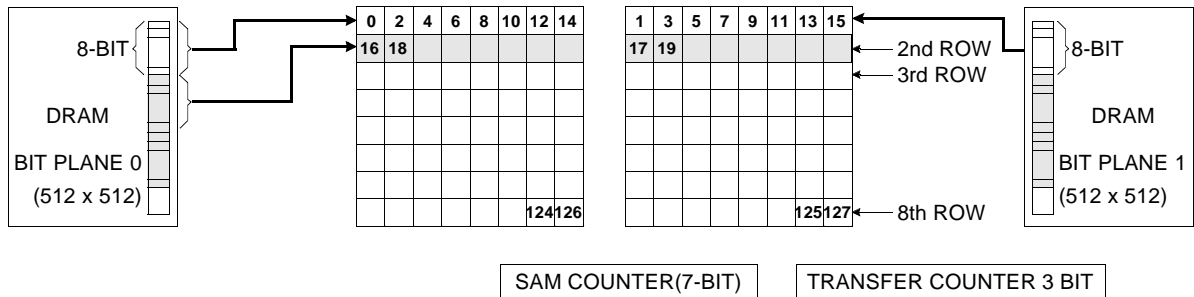 8-BIT
DRAM
BIT PLANE 0
(512 x 512)
0 2 4 6 8 10 12 14
16 18
124 126
1 3 5 7 9 11 13 15
17 19
125 127
2nd ROW
3rd ROW
8th ROW
8-BIT
DRAM
BIT PLANE 1
(512 x 512)
SAM COUNTER(7-BIT)
TRANSFER COUNTER 3 BIT